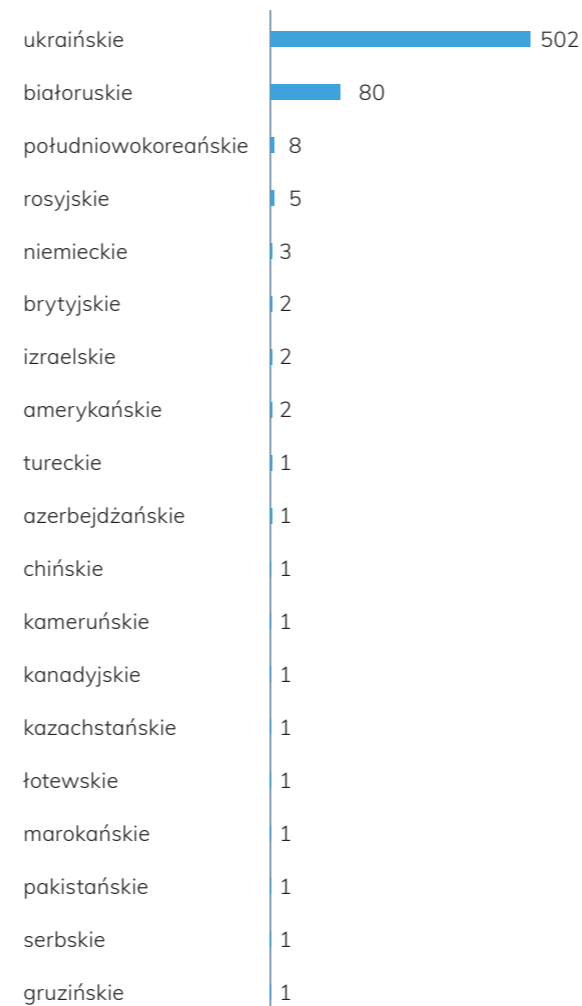 ukraińskie 502
białoruskie 80
południowokoreańskie 8
rosyjskie 5
niemieckie 3
brytyjskie 2
izraelskie 2
amerykańskie 2
tureckie 1
azerbejdżańskie 1
chińskie 1
kameruńskie 1
kanadyjskie 1
kazachstańskie 1
łotewskie 1
marokańskie 1
pakistańskie 1
serbskie 1
gruzińskie 1